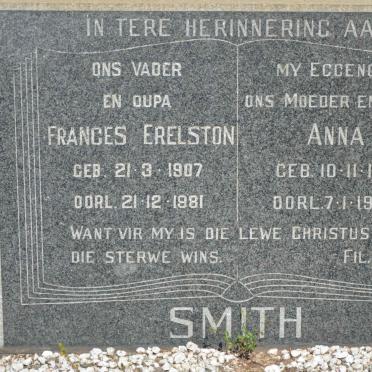 IN TERE HERINNERING AA
ONS VADER
EN OUPA
FRANCES ERELSTON
GEB. 21·3·1907
OORL. 21·12·1981
MY EGGENO
ONS MOEDER EN
ANNA
GEB. 10·11·1
OORL. 7·1·19
WANT VIR MY IS DIE LEWE CHRISTUS
DIE STERWE WINS. FIL.
SMITH